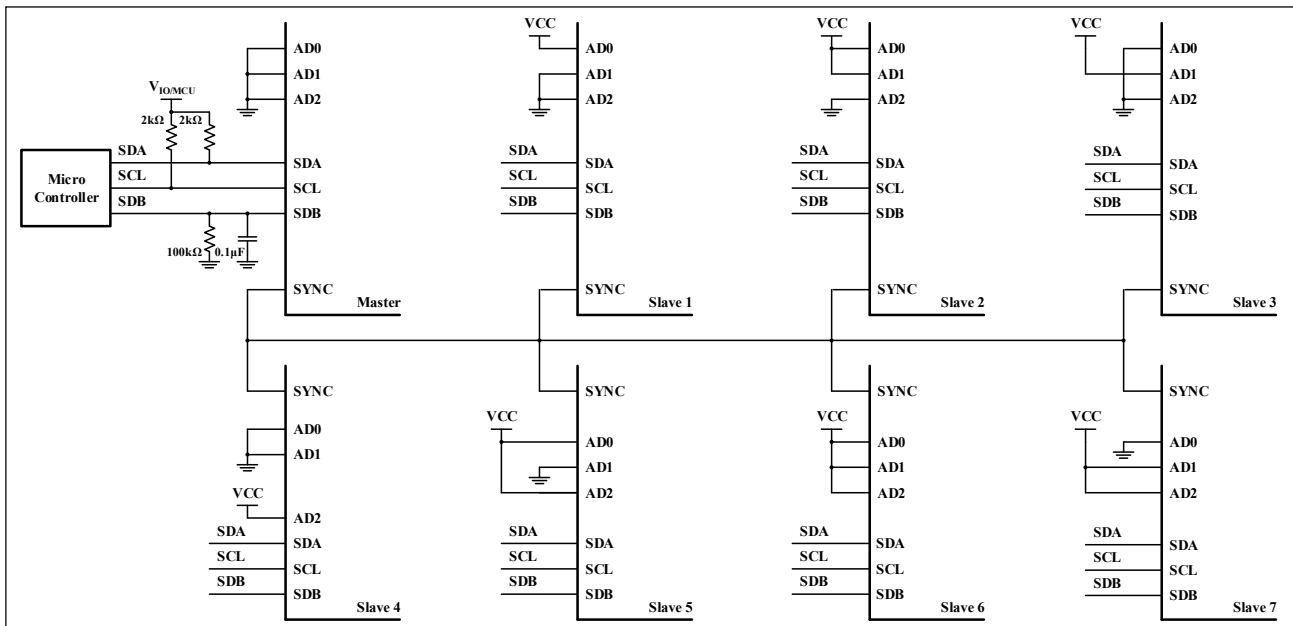 VCC
AD0
AD1
AD2
V_IO/MCU
2kΩ 2kΩ
Micro
Controller
SDA
SCL
SDB
SDA
SCL
SDB
100kΩ 0.1µF
SYNC
Master
AD0
AD1
AD2
SDA
SCL
SDB
SDA
SCL
SDB
SYNC
Slave 1
VCC
AD0
AD1
AD2
SDA
SCL
SDB
SDA
SCL
SDB
SYNC
Slave 2
VCC
AD0
AD1
AD2
SDA
SCL
SDB
SDA
SCL
SDB
SYNC
Slave 3
SYNC
AD0
AD1
VCC
AD2
SDA
SCL
SDB
SDA
SCL
SDB
Slave 4
SYNC
VCC
AD0
AD1
AD2
SDA
SCL
SDB
SDA
SCL
SDB
Slave 5
SYNC
VCC
AD0
AD1
AD2
SDA
SCL
SDB
SDA
SCL
SDB
Slave 6
SYNC
VCC
AD0
AD1
AD2
SDA
SCL
SDB
SDA
SCL
SDB
Slave 7